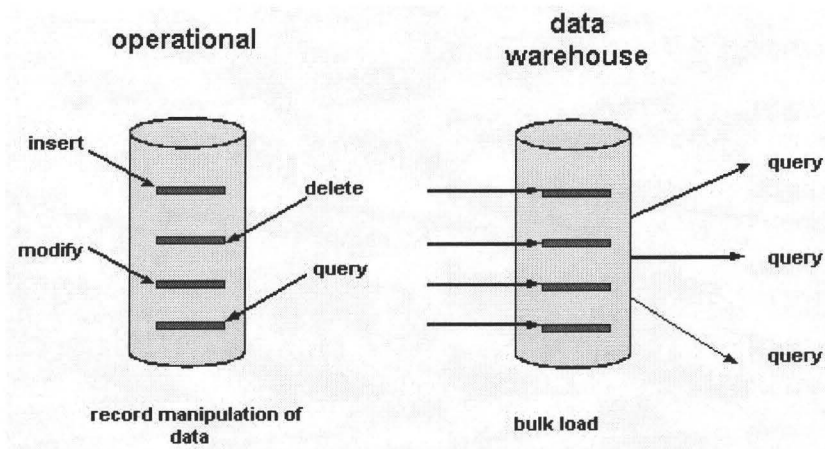 operational
data
warehouse
insert
delete
modify
query
record manipulation of
data
query
query
query
bulk load